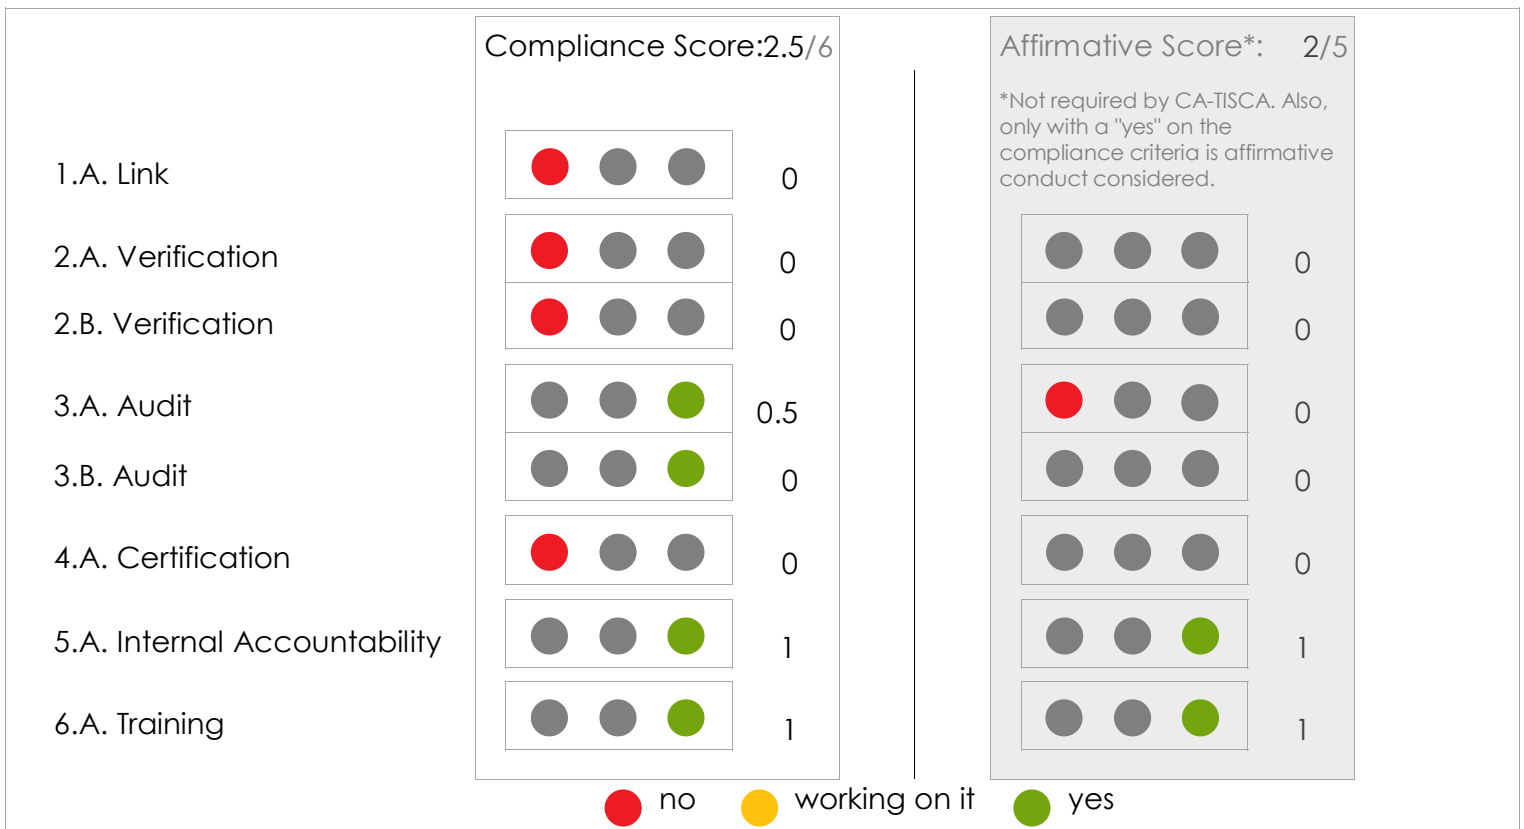 Compliance Score:2.5/6
Affirmative Score*: 2/5
*Not required by CA-TISCA. Also,
only with a "yes" on the
compliance criteria is affirmative
conduct considered.
1.A. Link 0
2.A. Verification 0 0
2.B. Verification 0 0
3.A. Audit 0.5 0
3.B. Audit 0 0
4.A. Certification 0 0
5.A. Internal Accountability 1 1
6.A. Training 1 1
no working on it yes